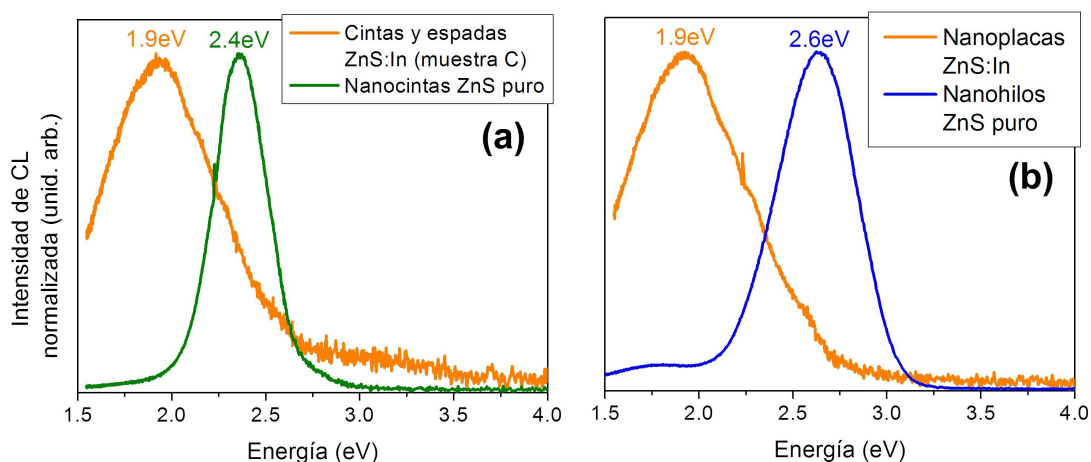 Intensidad de CL
normalizada (unid. arb.)
1.9eV
2.4eV
Cintas y espadas
ZnS:In (muestra C)
Nanocintas ZnS puro
(a)
1.5
2.0
2.5
3.0
3.5
4.0
Energía (eV)
1.9eV
2.6eV
Nanoplacas
ZnS:In
Nanohilos
ZnS puro
(b)
1.5
2.0
2.5
3.0
3.5
4.0
Energía (eV)